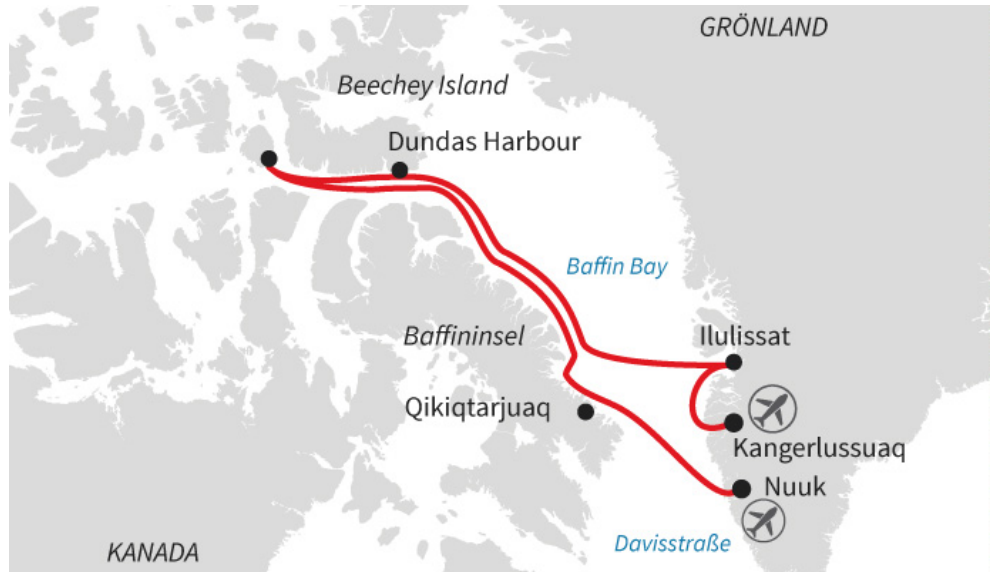 GRÖNLAND
Beechey Island
Dundas Harbour
Baffin Bay
Baffininsel
Ilulissat
Qikiqtarjuaq
Kangerlussuaq
Nuuk
Davisstraße
KANADA